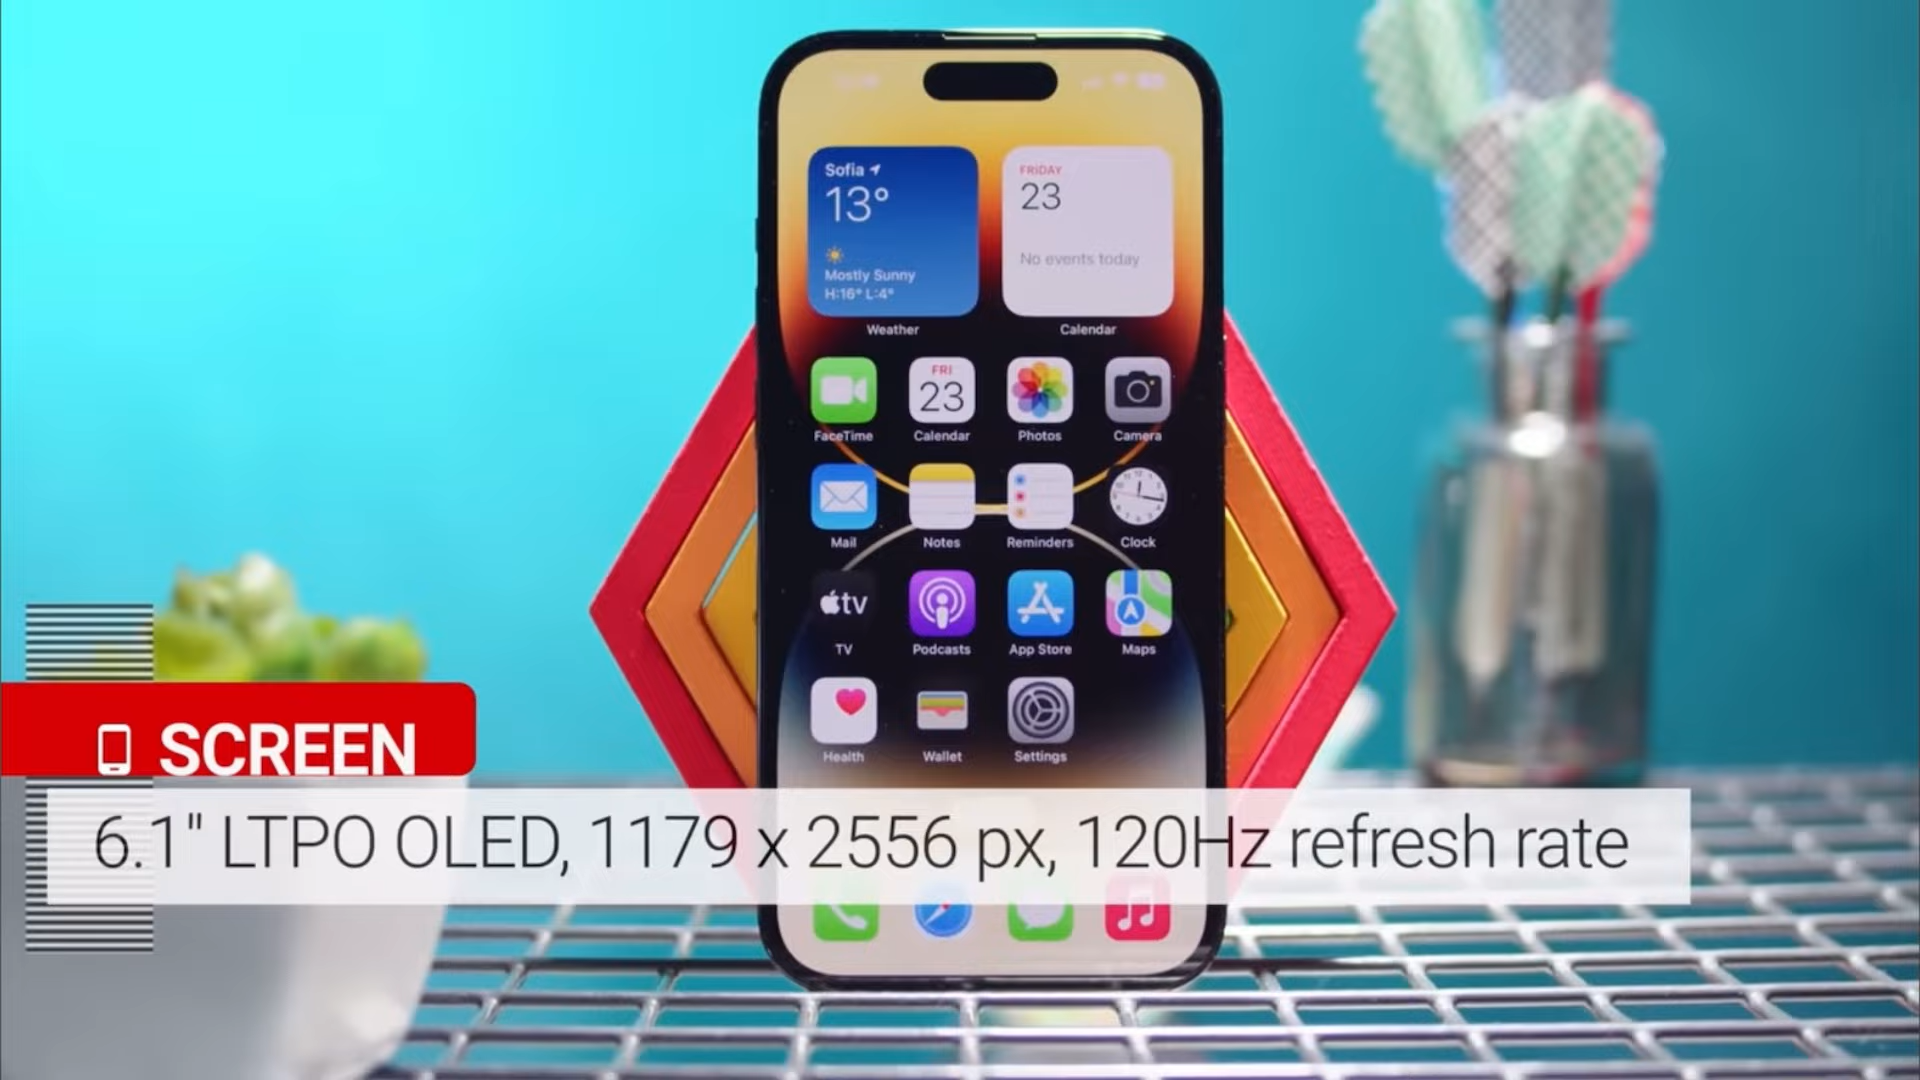 Sofia
13°
Mostly Sunny
H:16° L:4°
Weather
FRIDAY
23
No events today
Calendar
FaceTime
FRI
23
Calendar
Photos
Camera
Mail
Notes
Reminders
Clock
tv
TV
Podcasts
App Store
Maps
Health
Wallet
Settings
SCREEN
6.1" LTPO OLED, 1179 x 2556 px, 120Hz refresh rate